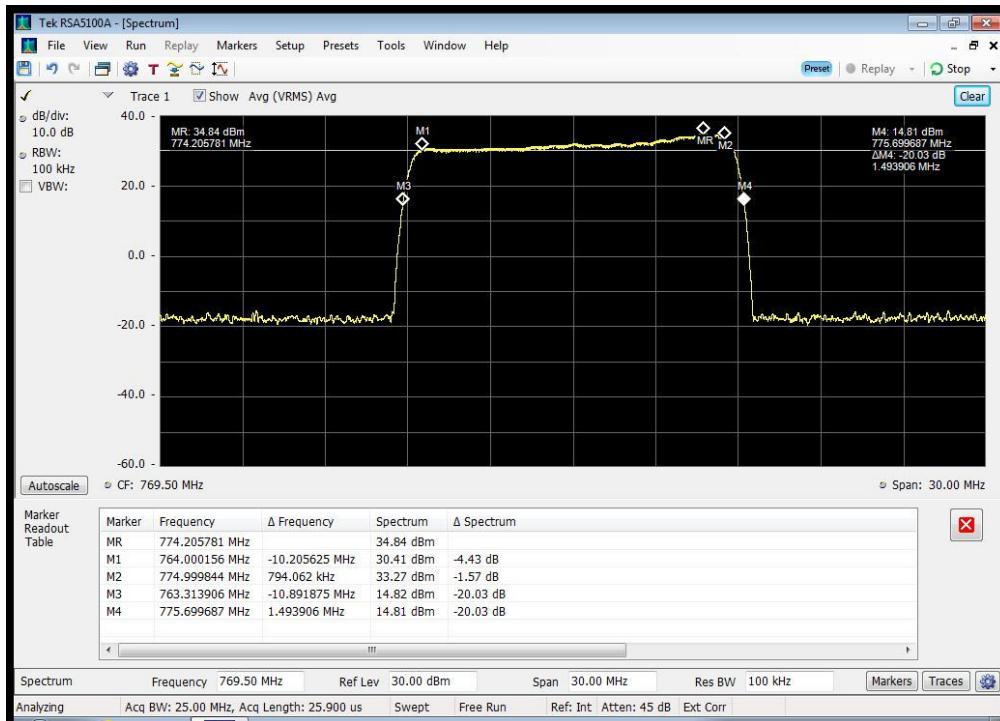 Tek RSA5100A - [Spectrum]
File View Run Replay Markers Setup Presets Tools Window Help
Preset Replay Stop
Trace 1 Show Avg (VRMS) Avg Clear
dB/div:
10.0 dB
RBW:
100 kHz
VBW:
40.0
20.0
0.0
-20.0
-40.0
-60.0
MR: 34.84 dBm
774.205781 MHz
M1
MR
M2
M3
M4
M4: 14.81 dBm
775.699687 MHz
ΔM4: -20.03 dB
1.493906 MHz
Autoscale CF: 769.50 MHz Span: 30.00 MHz
Marker
Readout
Table
Marker Frequency Δ Frequency Spectrum Δ Spectrum
MR 774.205781 MHz 34.84 dBm
M1 764.000156 MHz -10.205625 MHz 30.41 dBm -4.43 dB
M2 774.999844 MHz 794.062 kHz 33.27 dBm -1.57 dB
M3 763.313906 MHz -10.891875 MHz 14.82 dBm -20.03 dB
M4 775.699687 MHz 1.493906 MHz 14.81 dBm -20.03 dB
Spectrum Frequency 769.50 MHz Ref Lev 30.00 dBm Span 30.00 MHz Res BW 100 kHz Markers Traces
Analyzing Acq BW: 25.00 MHz, Acq Length: 25.900 us Swept Free Run Ref: Int Atten: 45 dB Ext Corr